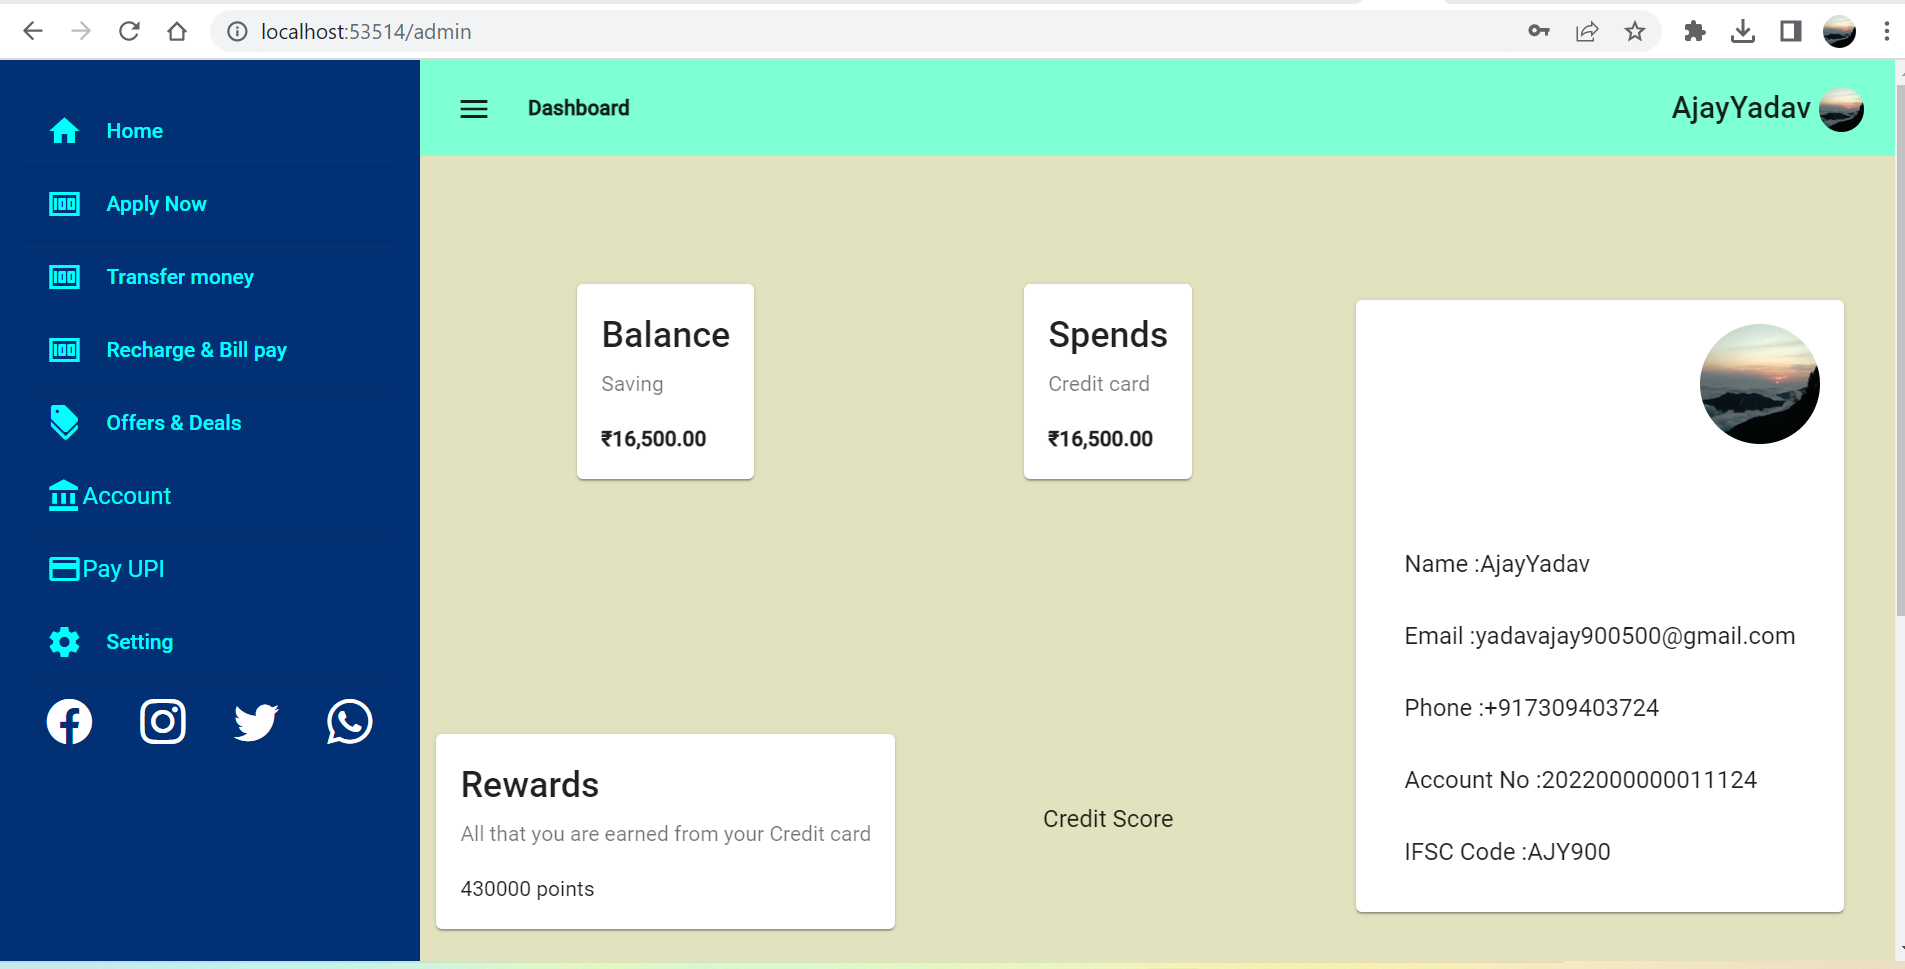 localhost:53514/admin
Home
Apply Now
Transfer money
Recharge & Bill pay
Offers & Deals
Account
Pay UPI
Setting
Dashboard
AjayYadav
Balance
Saving
₹16,500.00
Spends
Credit card
₹16,500.00
Rewards
All that you are earned from your Credit card
430000 points
Credit Score
Name :AjayYadav
Email :yadavajay900500@gmail.com
Phone :+917309403724
Account No :2022000000011124
IFSC Code :AJY900